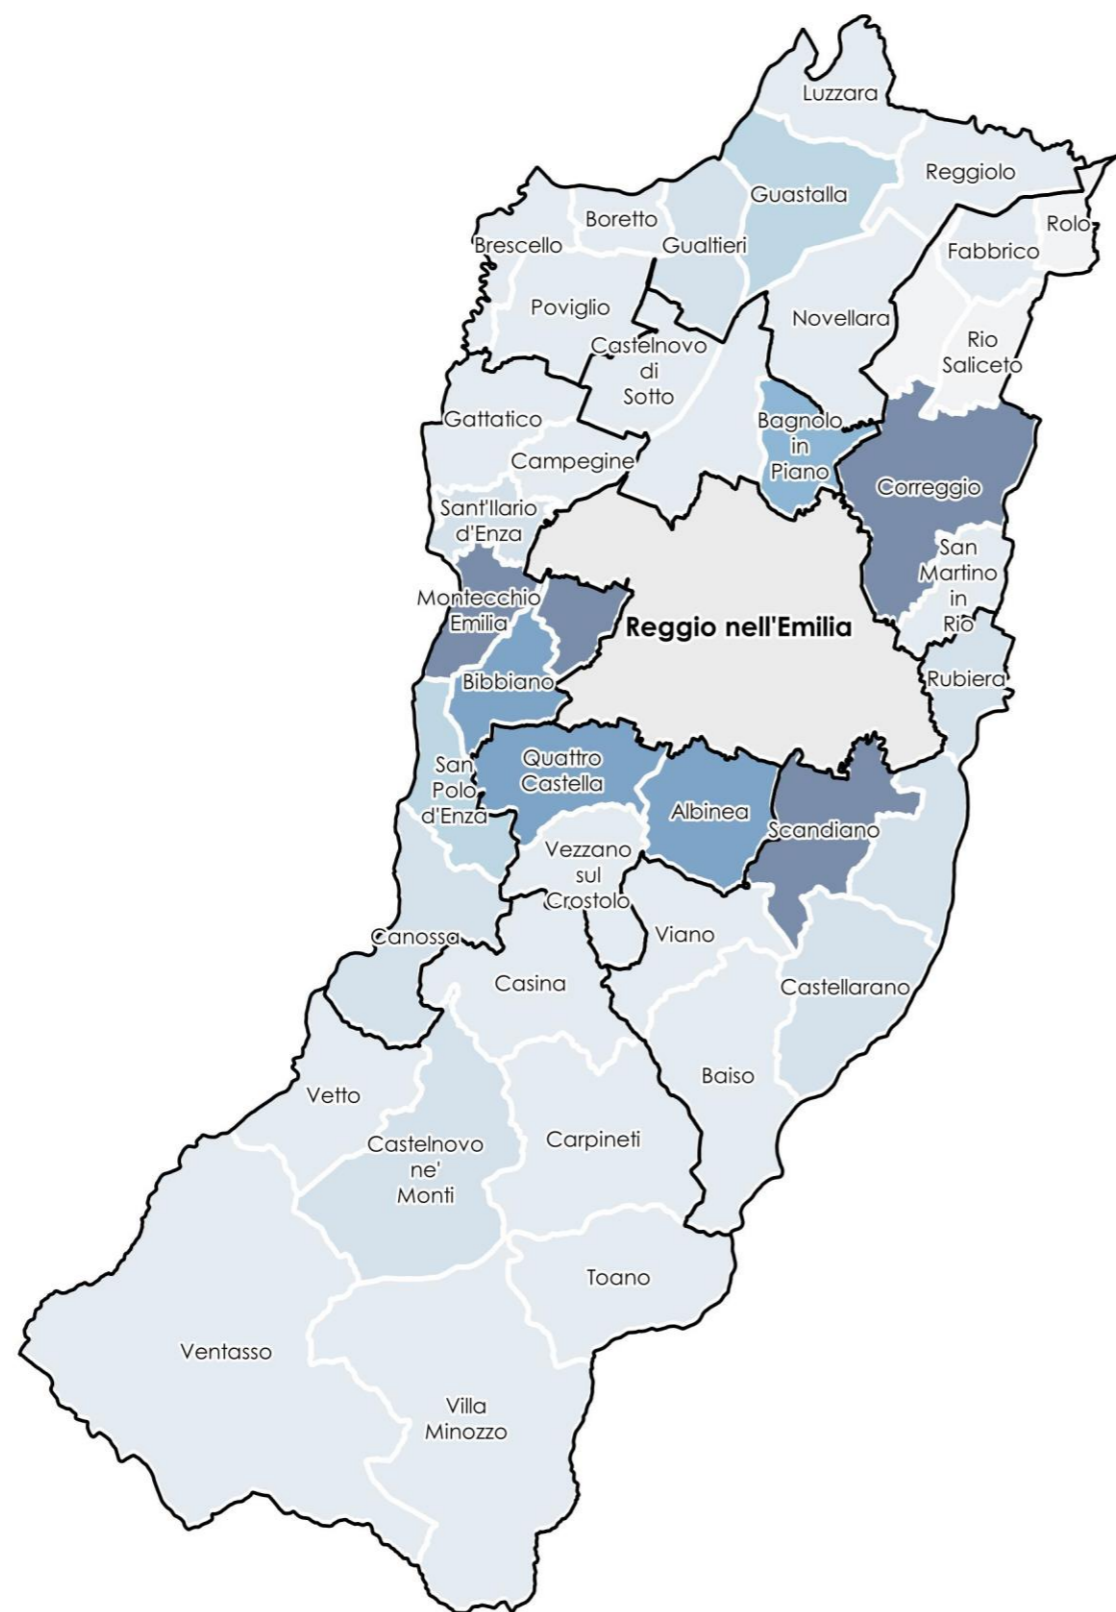 Luzzara
Reggiolo
Guastalla
Boretto
Rolo
Brescello
Gualtieri
Fabbrico
Poviglio
Novellara
Castelnovo
di
Sotto
Rio
Saliceto
Gattatico
Bagnolo
in
Piano
Campegine
Correggio
Sant'Ilario
d'Enza
San
Martino
in
Rio
Montecchio
Emilia
Reggio nell'Emilia
Bibbiano
Rubiera
Quattro
Castella
San
Polo
d'Enza
Albinea
Scandiano
Vezzano
sul
Crostolo
Canossa
Viano
Casina
Castellarano
Baiso
Vetto
Castelnovo
ne'
Monti
Carpineti
Toano
Ventasso
Villa
Minozzo